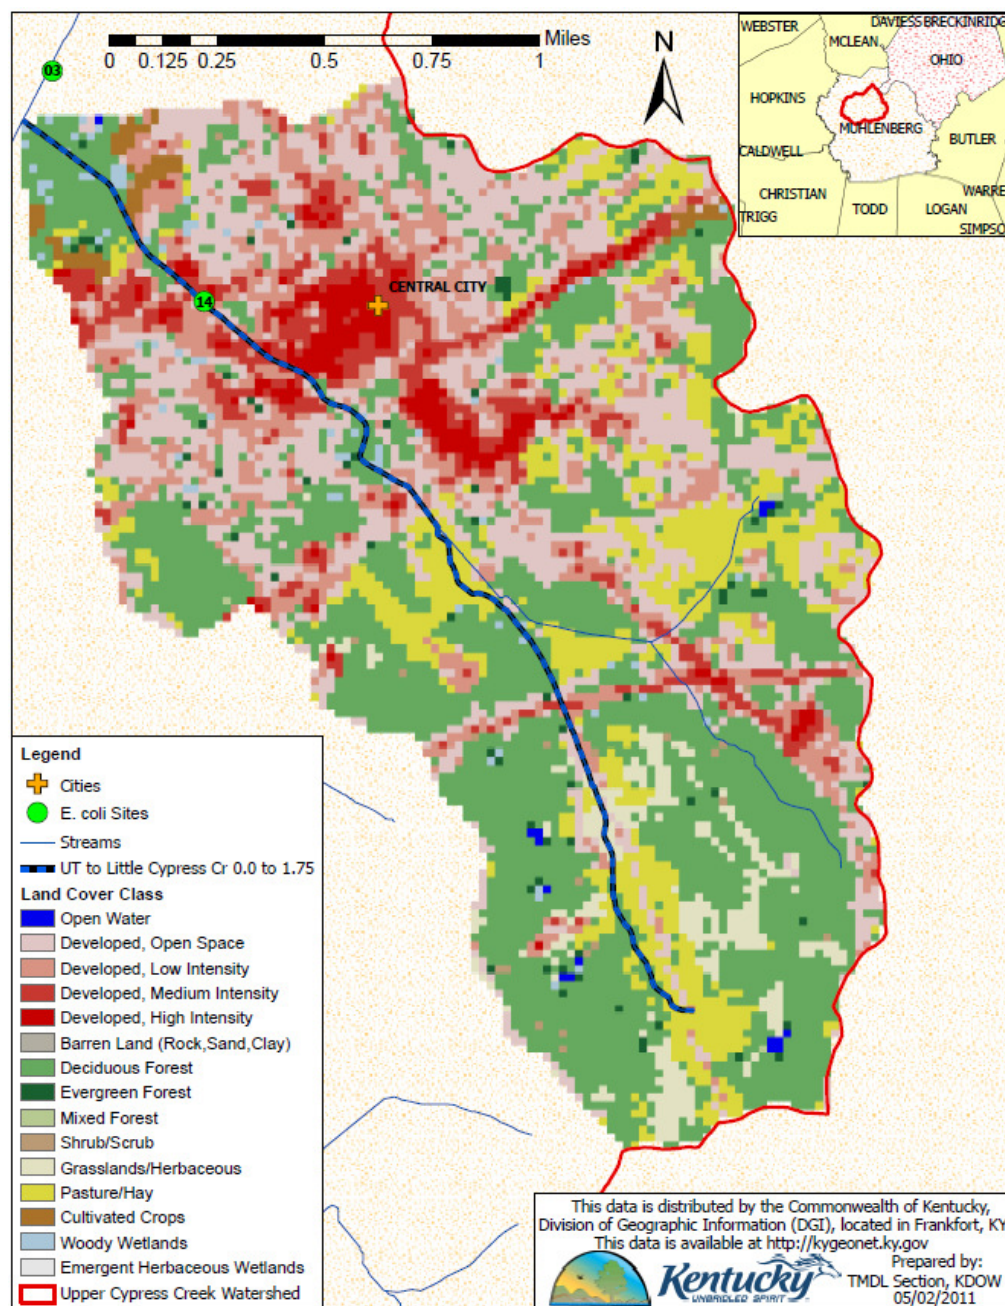 Miles
0 0.125 0.25 0.5 0.75 1
N
03
14
CENTRAL CITY
WEBSTER
DAVIESS BRECKINRIDG
MCLEAN
OHIO
HOPKINS
MUHLENBERG
BUTLER
CALDWELL
CHRISTIAN
WARRE
TRIGG
TODD
LOGAN
SIMPSO
Legend
Cities
E. coli Sites
Streams
UT to Little Cypress Cr 0.0 to 1.75
Land Cover Class
Open Water
Developed, Open Space
Developed, Low Intensity
Developed, Medium Intensity
Developed, High Intensity
Barren Land (Rock,Sand,Clay)
Deciduous Forest
Evergreen Forest
Mixed Forest
Shrub/Scrub
Grasslands/Herbaceous
Pasture/Hay
Cultivated Crops
Woody Wetlands
Emergent Herbaceous Wetlands
Upper Cypress Creek Watershed
This data is distributed by the Commonwealth of Kentucky,
Division of Geographic Information (DGI), located in Frankfort, KY
This data is available at http://kygeonet.ky.gov
Kentucky
UNBRIDLED SPIRIT
Prepared by:
TMDL Section, KDOW
05/02/2011